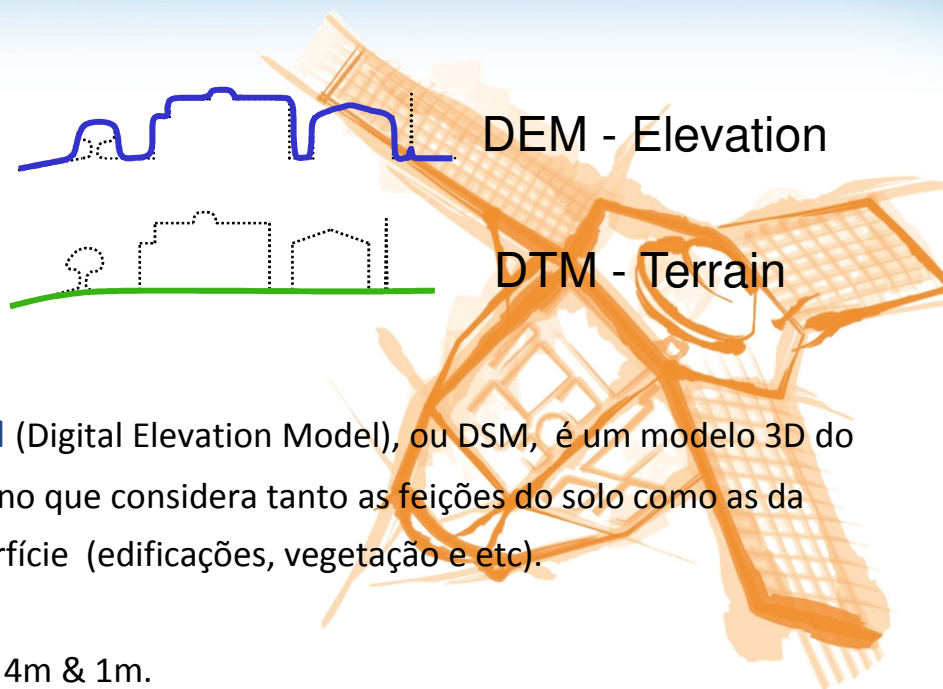 DEM - Elevation
DTM - Terrain
(Digital Elevation Model), ou DSM, é um modelo 3D do
no que considera tanto as feições do solo como as da
rfície (edificações, vegetação e etc).
4m & 1m.